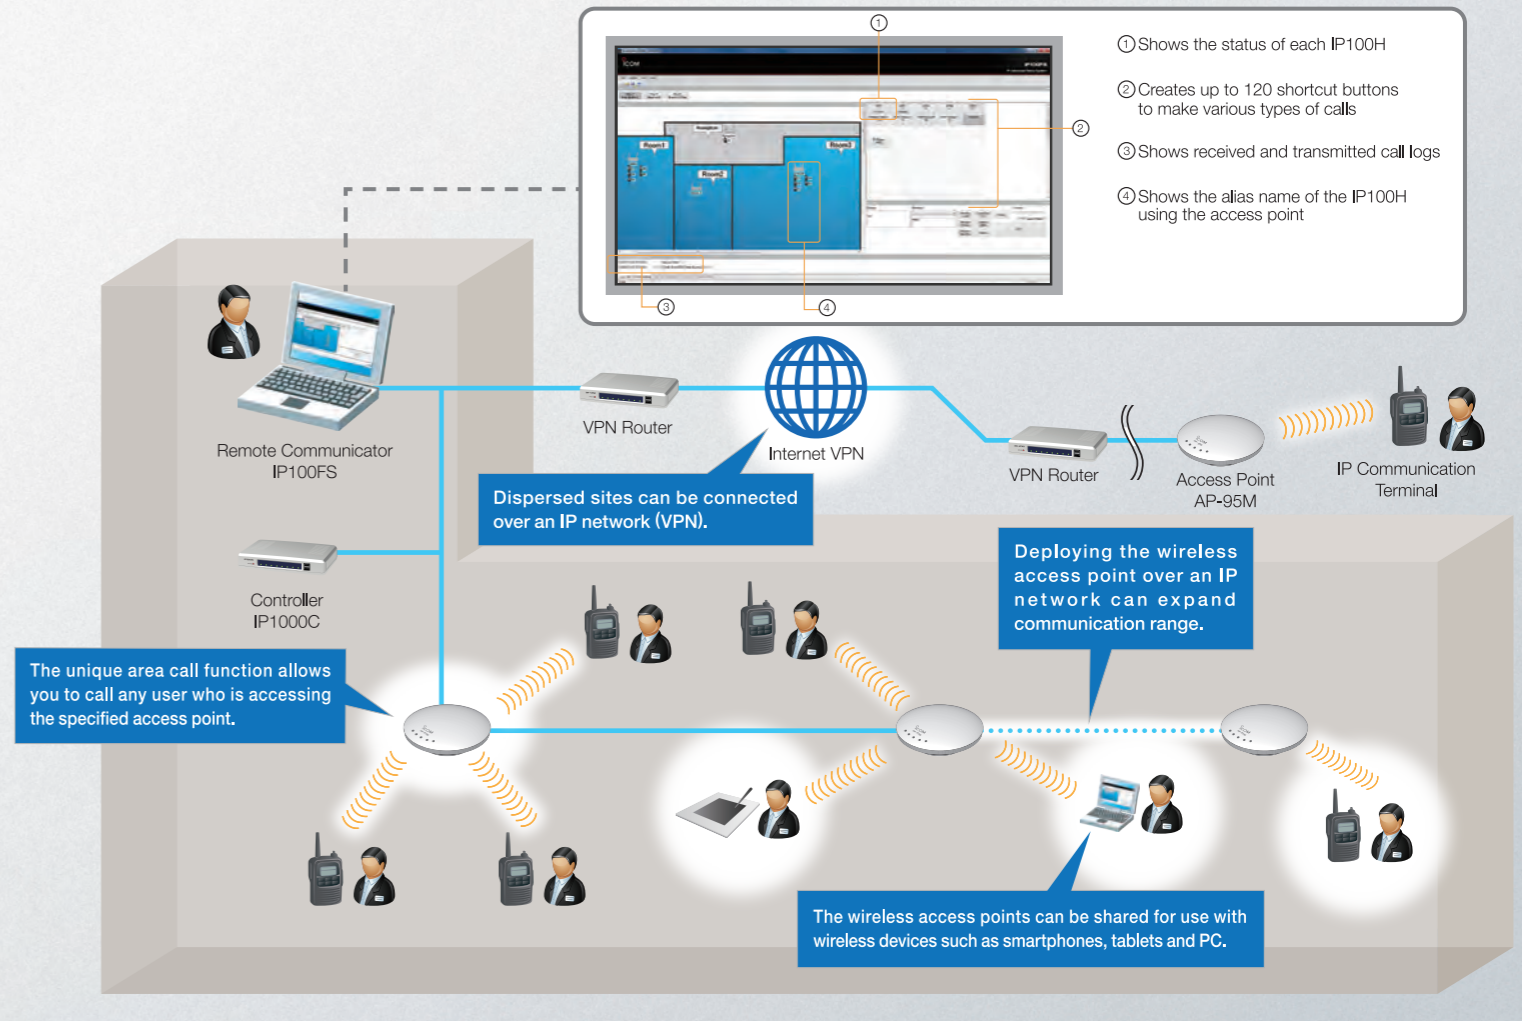 ①
②
③
④
ICOM
Room1
Room2
Room3
①Shows the status of each IP100H
②Creates up to 120 shortcut buttons
to make various types of calls
③Shows received and transmitted call logs
④Shows the alias name of the IP100H
using the access point
Remote Communicator
IP100FS
VPN Router
Internet VPN
VPN Router
Access Point
AP-95M
IP Communication
Terminal
Dispersed sites can be connected
over an IP network (VPN).
Controller
IP1000C
Deploying the wireless
access point over an IP
network can expand
communication range.
The unique area call function allows
you to call any user who is accessing
the specified access point.
The wireless access points can be shared for use with
wireless devices such as smartphones, tablets and PC.